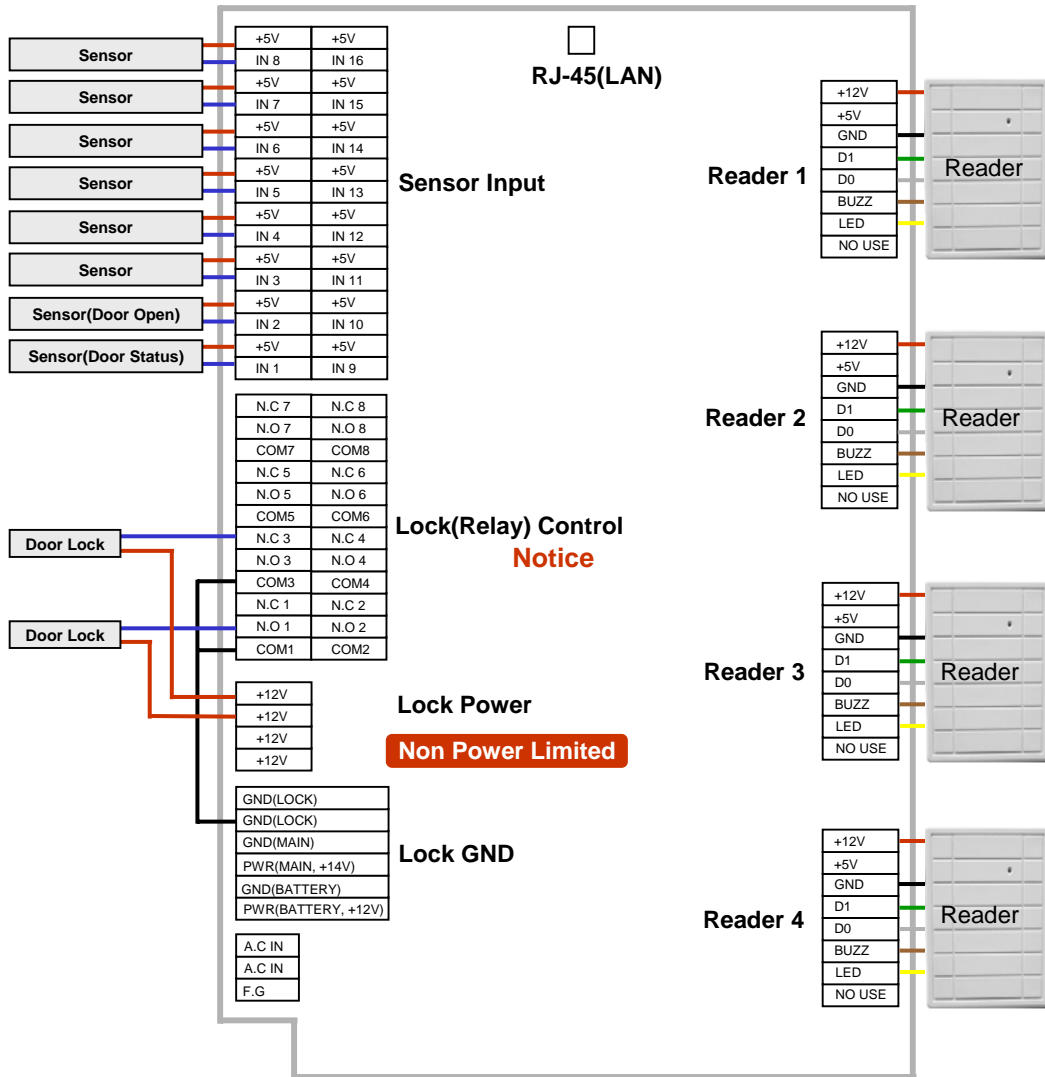 RJ-45(LAN)
Sensor
Sensor
Sensor
Sensor
Sensor
Sensor
Sensor(Door Open)
Sensor(Door Status)
+5V +5V
IN 8 IN 16
+5V +5V
IN 7 IN 15
+5V +5V
IN 6 IN 14
+5V +5V
IN 5 IN 13
+5V +5V
IN 4 IN 12
+5V +5V
IN 3 IN 11
+5V +5V
IN 2 IN 10
+5V +5V
IN 1 IN 9
Sensor Input
Door Lock
Door Lock
N.C 7 N.C 8
N.O 7 N.O 8
COM7 COM8
N.C 5 N.C 6
N.O 5 N.O 6
COM5 COM6
N.C 3 N.C 4
N.O 3 N.O 4
COM3 COM4
N.C 1 N.C 2
N.O 1 N.O 2
COM1 COM2
Lock(Relay) Control
Notice
+12V
+12V
+12V
+12V
Lock Power
Non Power Limited
GND(LOCK)
GND(LOCK)
GND(MAIN)
PWR(MAIN, +14V)
GND(BATTERY)
PWR(BATTERY, +12V)
Lock GND
A.C IN
A.C IN
F.G
Reader 1
+12V
+5V
GND
D1
D0
BUZZ
LED
NO USE
Reader
Reader 2
+12V
+5V
GND
D1
D0
BUZZ
LED
NO USE
Reader
Reader 3
+12V
+5V
GND
D1
D0
BUZZ
LED
NO USE
Reader
Reader 4
+12V
+5V
GND
D1
D0
BUZZ
LED
NO USE
Reader